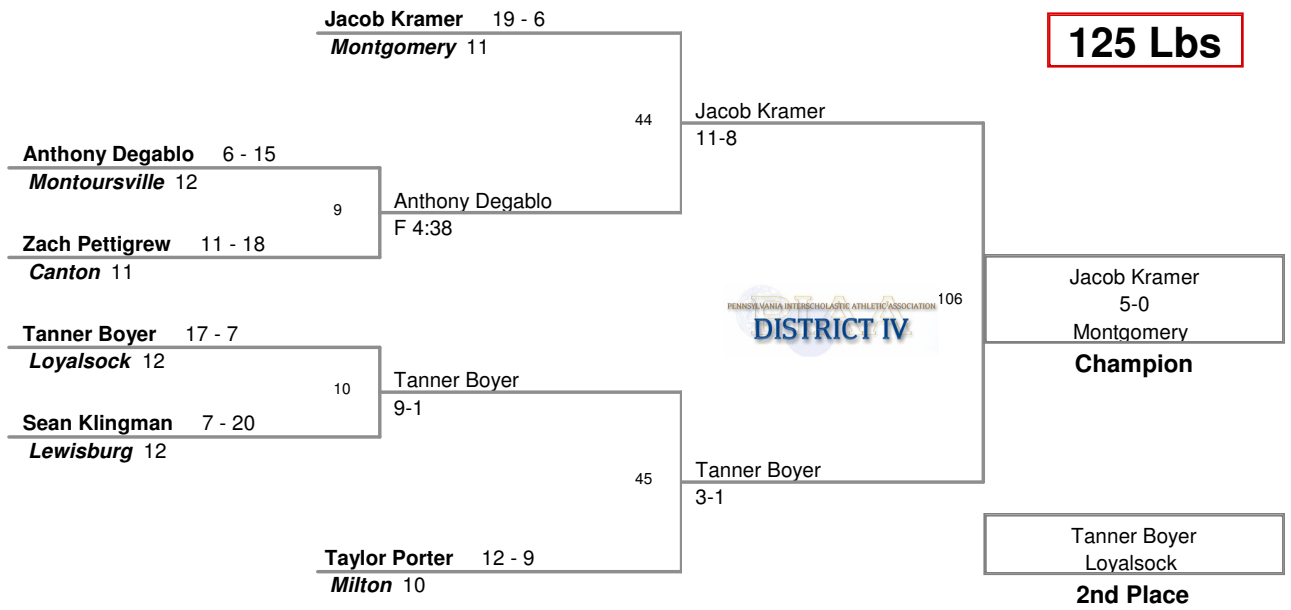 Jacob Kramer 19 - 6
Montgomery 11
125 Lbs
44
Jacob Kramer
11-8
Anthony Degablo 6 - 15
Montoursville 12
9
Anthony Degablo
F 4:38
Zach Pettigrew 11 - 18
Canton 11
Jacob Kramer
5-0
Montgomery
Champion
PIAA
PENNSYLVANIA INTERSCHOLASTIC ATHLETIC ASSOCIATION
DISTRICT IV
106
Tanner Boyer 17 - 7
Loyalsock 12
10
Tanner Boyer
9-1
Sean Klingman 7 - 20
Lewisburg 12
45
Tanner Boyer
3-1
Taylor Porter 12 - 9
Milton 10
Tanner Boyer
Loyalsock
2nd Place